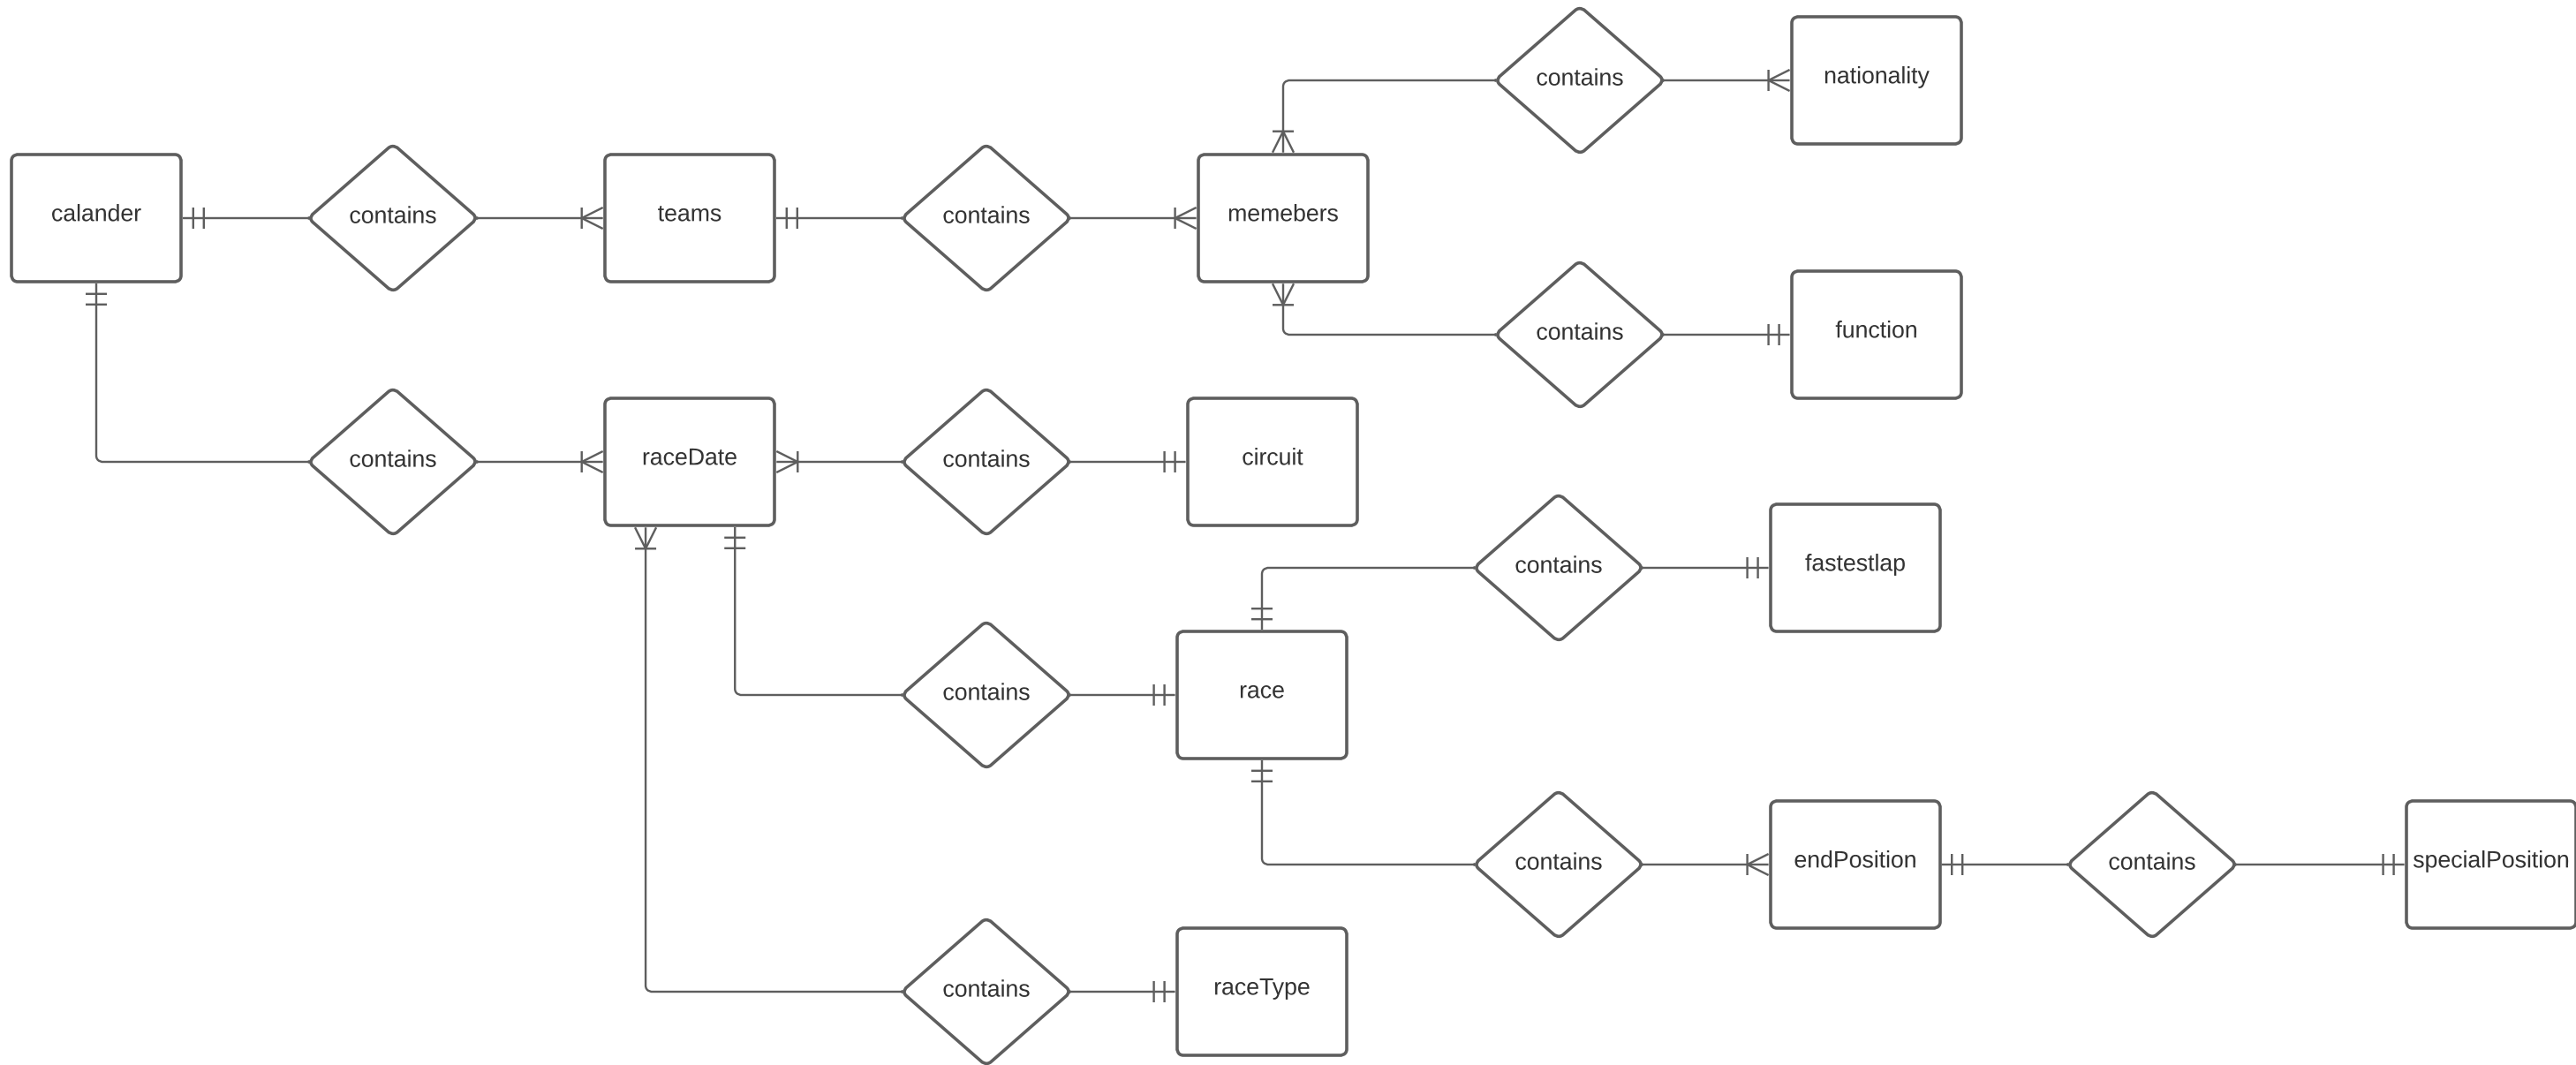 contains
nationality
calander
contains
teams
contains
memebers
contains
function
contains
raceDate
contains
circuit
contains
fastestlap
contains
race
contains
endPosition
contains
specialPosition
contains
raceType